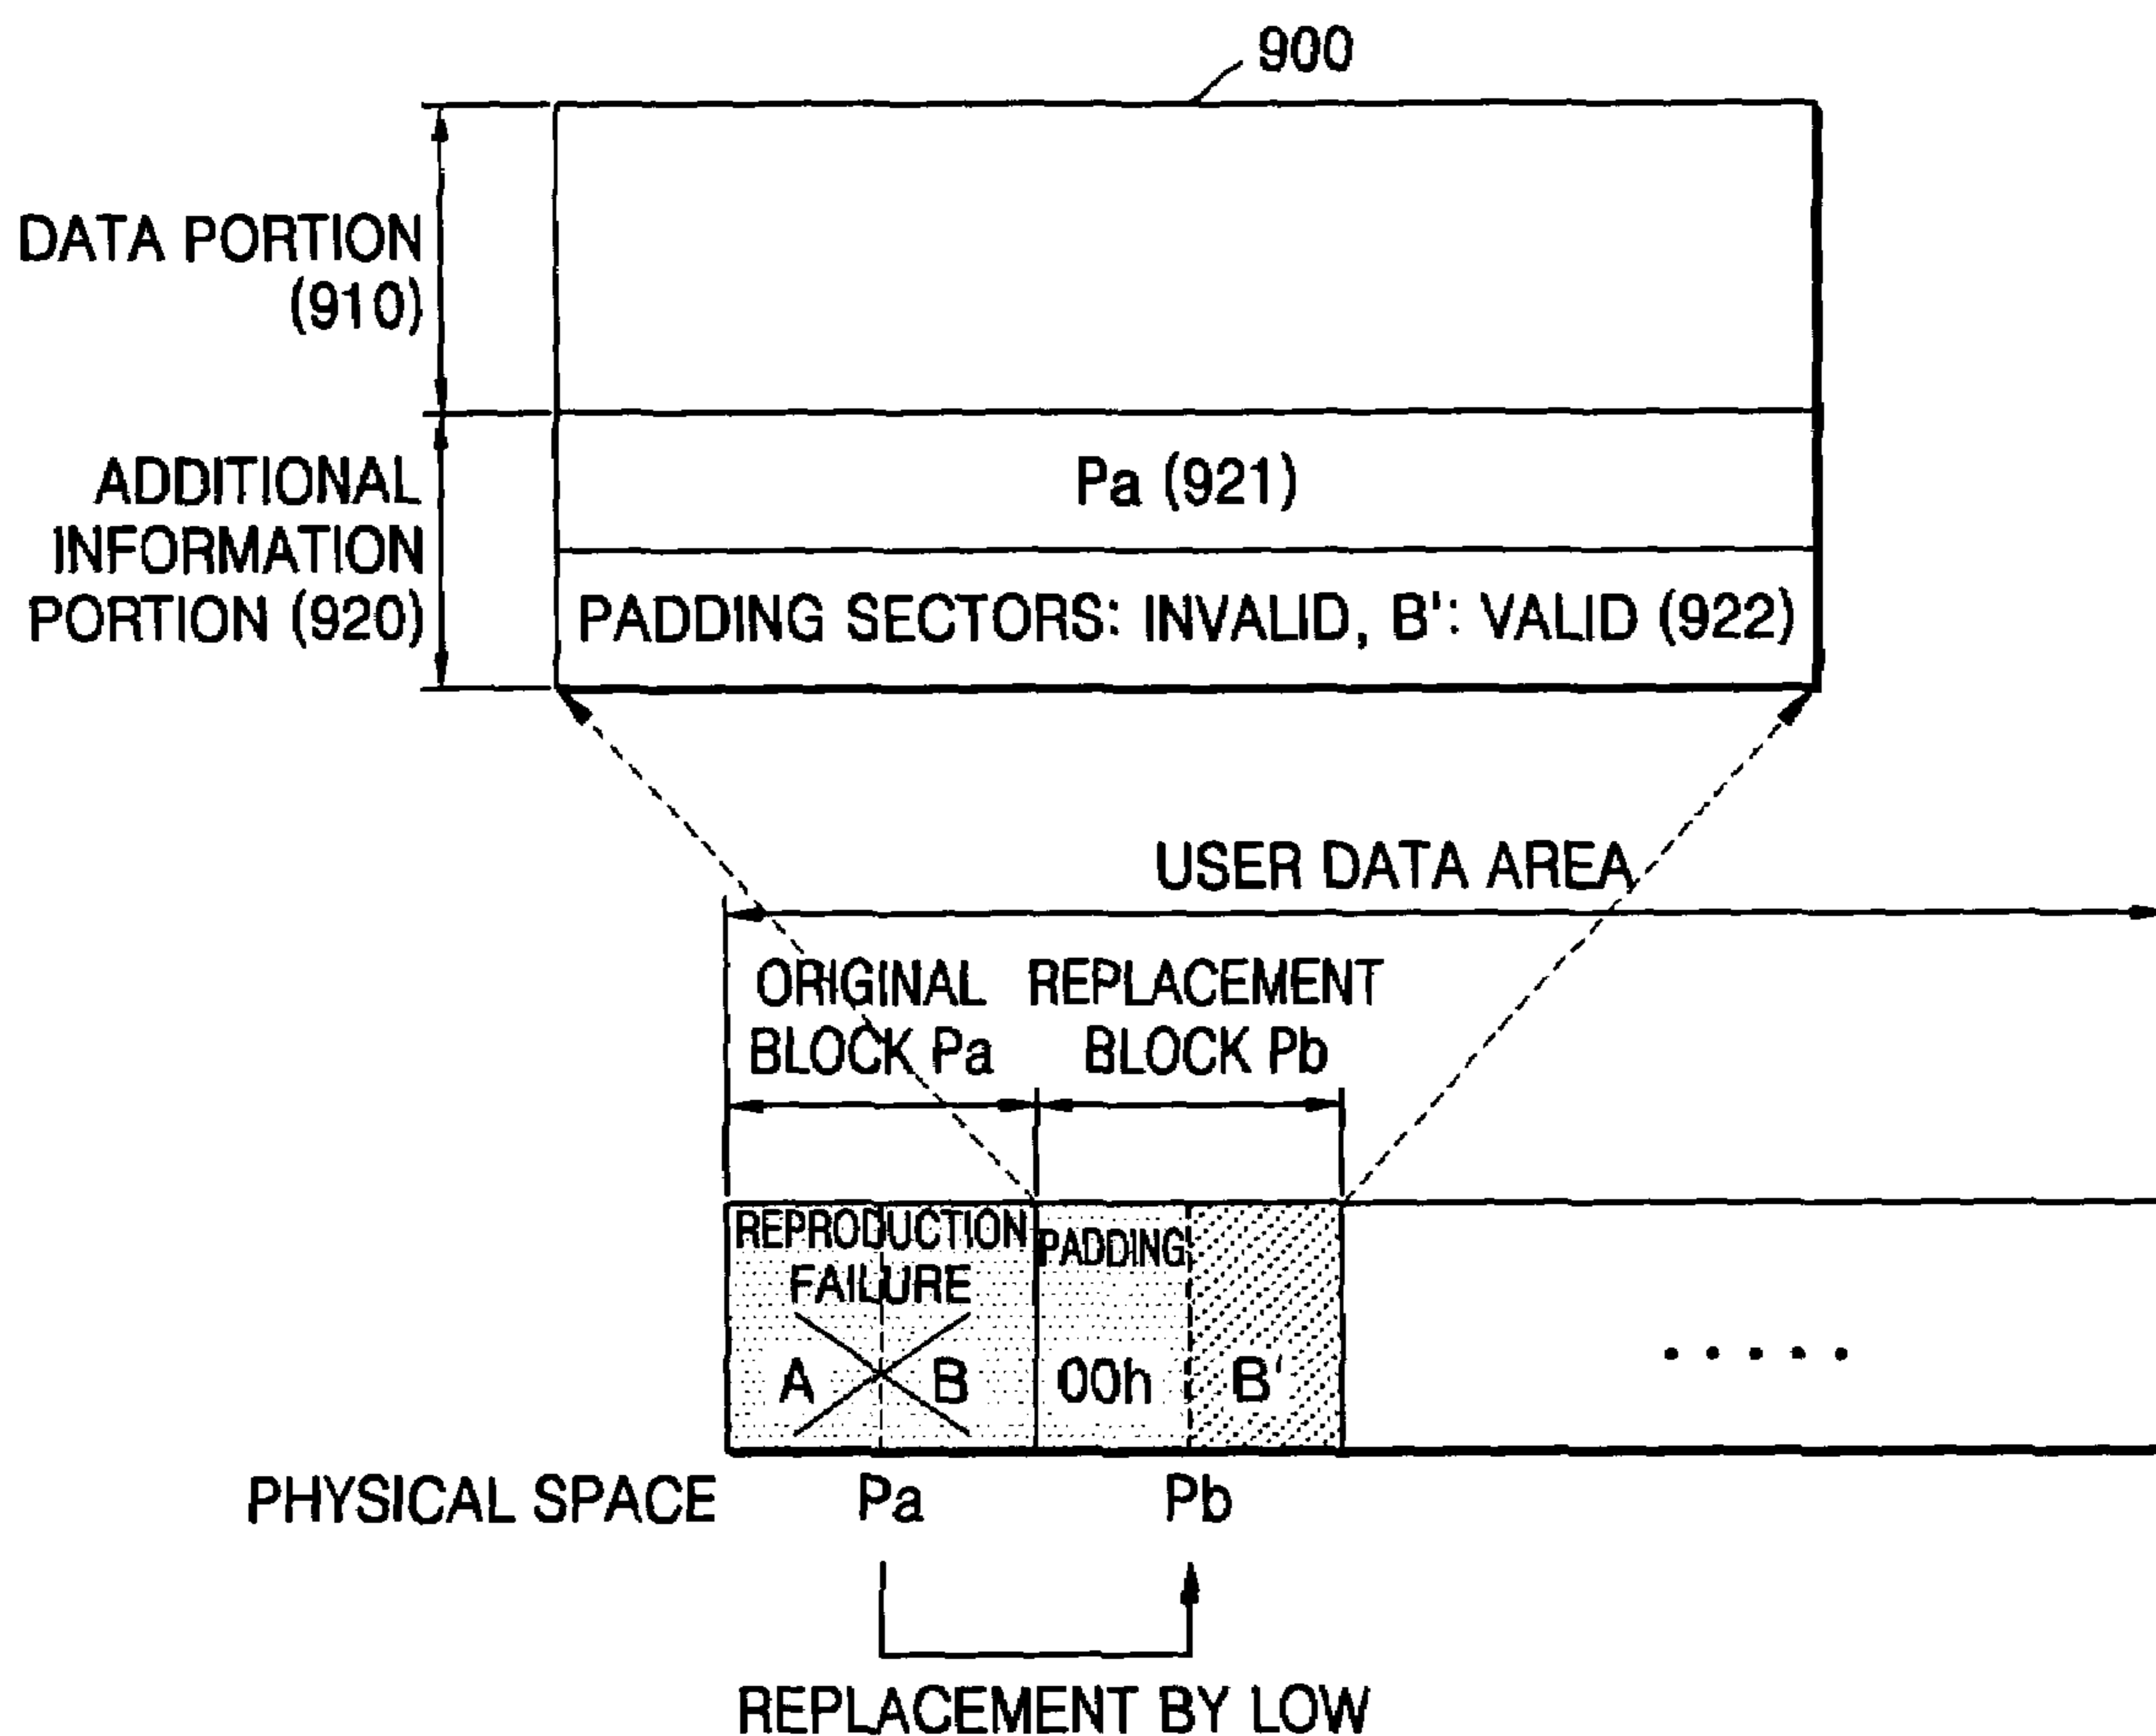 900
DATA PORTION
(910)
ADDITIONAL
INFORMATION
PORTION (920)
Pa (921)
PADDING SECTORS: INVALID, B': VALID (922)
USER DATA AREA
ORIGINAL
BLOCK Pa
REPLACEMENT
BLOCK Pb
REPRODUCTION
FAILURE
A
B
PADDING
00h
B'
.....
PHYSICAL SPACE
Pa
Pb
REPLACEMENT BY LOW